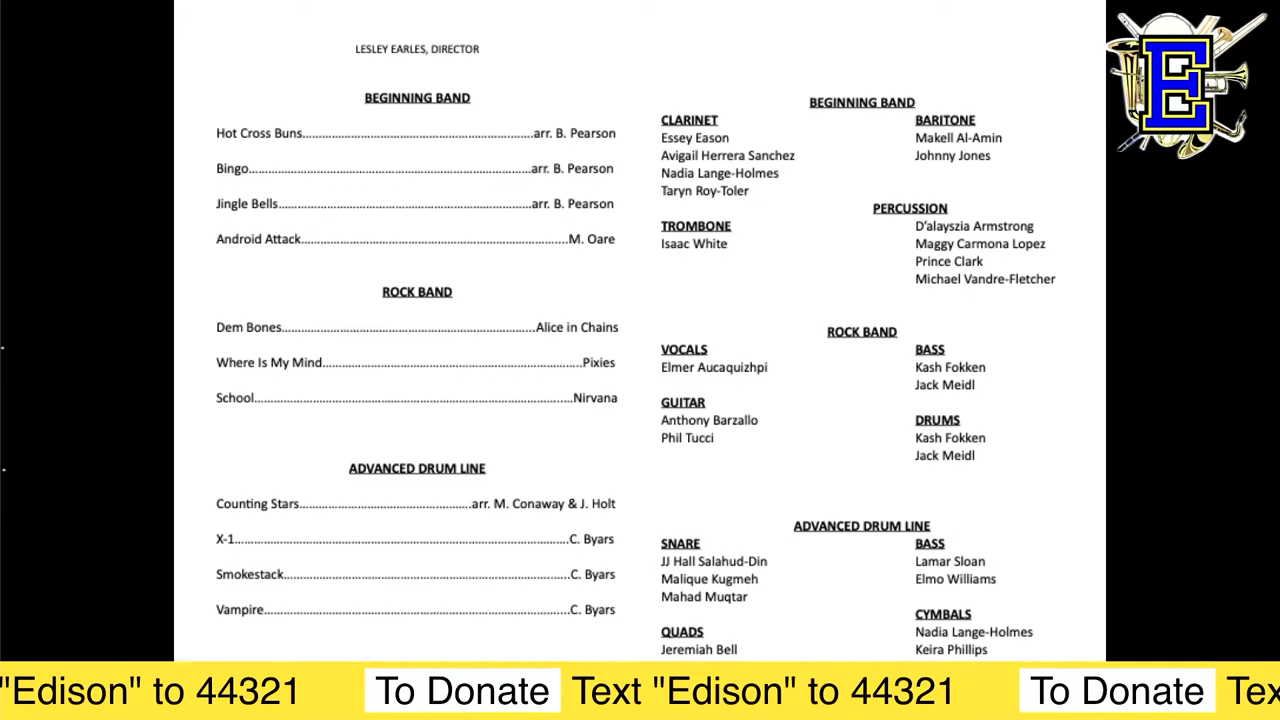 LESLEY EARLES, DIRECTOR
BEGINNING BAND
Hot Cross Buns……………………………………………………………..arr. B. Pearson
Bingo……………………………………………………………………………arr. B. Pearson
Jingle Bells……………………………………………………………………arr. B. Pearson
Android Attack………………………………………………………………………....M. Oare
ROCK BAND
Dem Bones……………………………………………………………………...Alice in Chains
Where Is My Mind……………………………………………………………………..Pixies
School…………………………………………………………………………………....Nirvana
ADVANCED DRUM LINE
Counting Stars…………………………………….……….arr. M. Conaway & J. Holt
X-1…………………………………………………………………………………………..C. Byars
Smokestack……………………………………………………………………….…....C. Byars
Vampire…………………………………………………………………………………....C. Byars
BEGINNING BAND
CLARINET
Essey Eason
Avigail Herrera Sanchez
Nadia Lange-Holmes
Taryn Roy-Toler
TROMBONE
Isaac White
BARITONE
Makell Al-Amin
Johnny Jones
PERCUSSION
D'alayszia Armstrong
Maggy Carmona Lopez
Prince Clark
Michael Vandre-Fletcher
ROCK BAND
VOCALS
Elmer Aucaquizhpi
GUITAR
Anthony Barzallo
Phil Tucci
BASS
Kash Fokken
Jack Meidl
DRUMS
Kash Fokken
Jack Meidl
ADVANCED DRUM LINE
SNARE
JJ Hall Salahud-Din
Malique Kugmeh
Mahad Muqtar
QUADS
Jeremiah Bell
BASS
Lamar Sloan
Elmo Williams
CYMBALS
Nadia Lange-Holmes
Keira Phillips
E
"Edison" to 44321 To Donate Text "Edison" to 44321 To Donate Tex